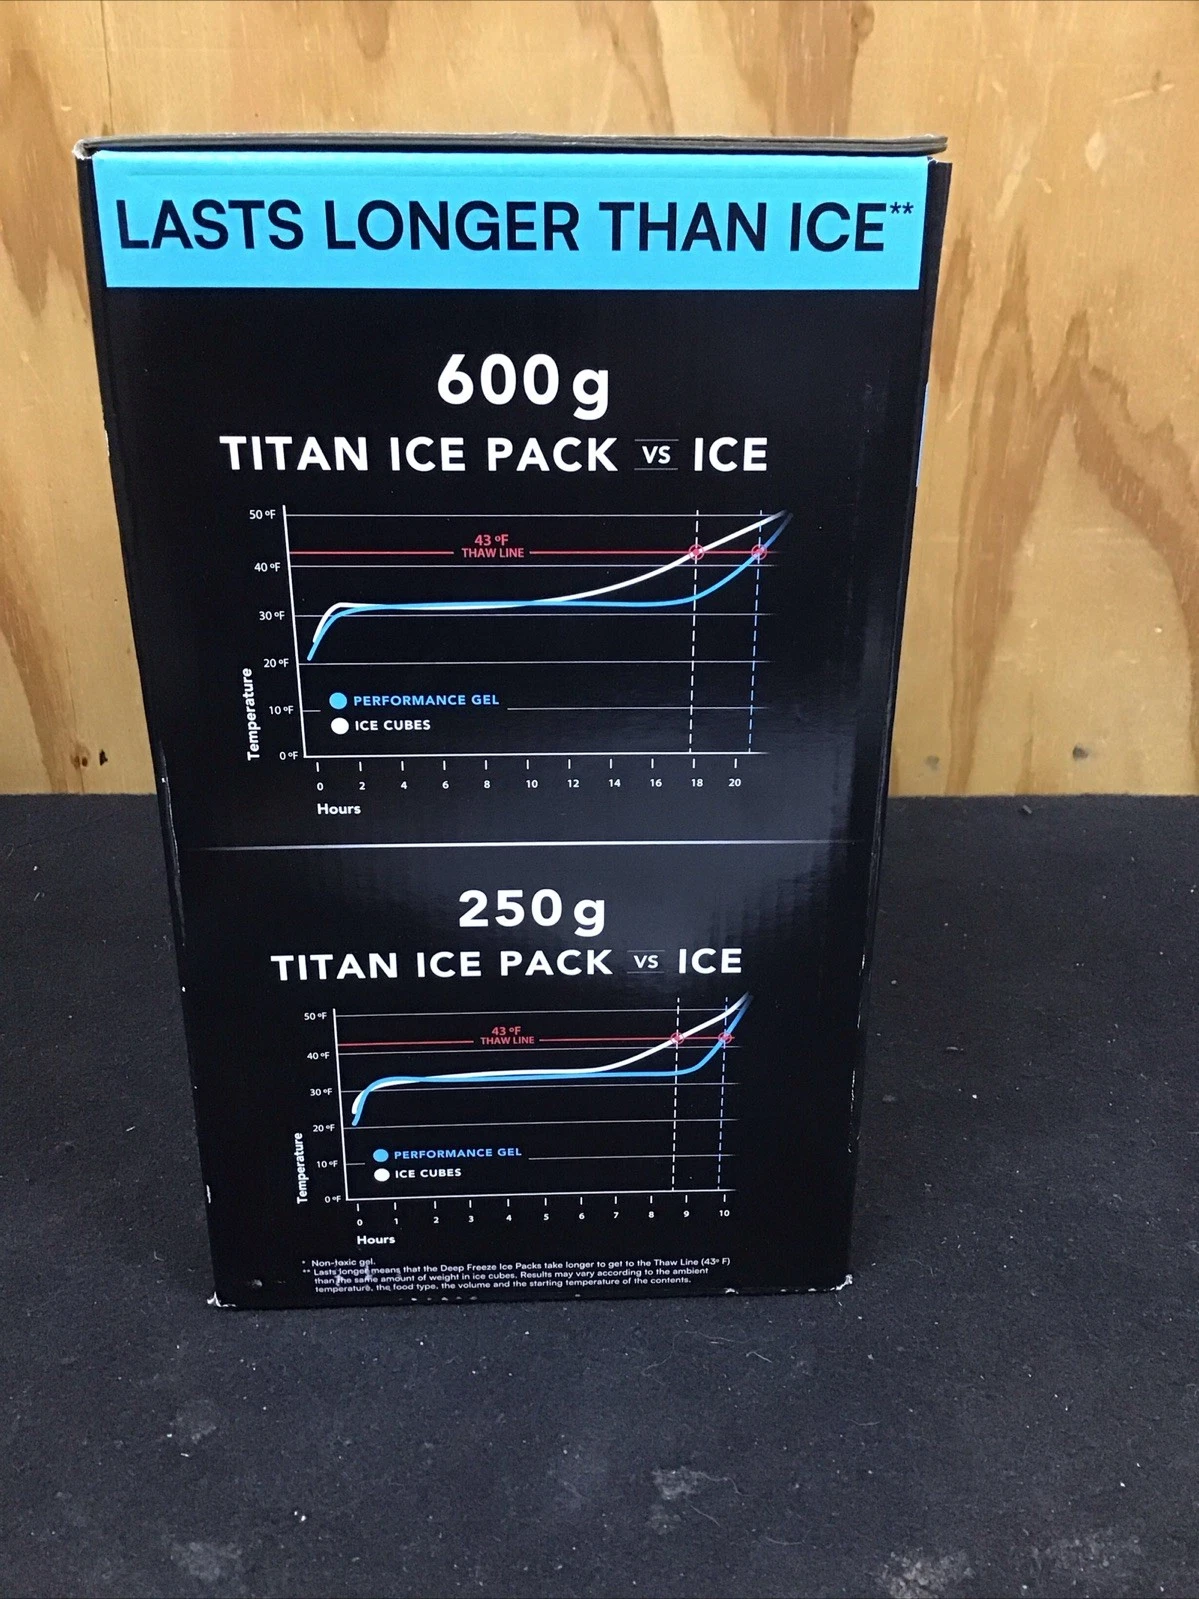 LASTS LONGER THAN ICE**
600g
TITAN ICE PACK VS ICE
50 ºF
43 ºF
THAW LINE
40 ºF
30 ºF
20 ºF
10 ºF
0 ºF
Temperature
PERFORMANCE GEL
ICE CUBES
0 2 4 6 8 10 12 14 16 18 20
Hours
250g
TITAN ICE PACK VS ICE
50 ºF
43 ºF
THAW LINE
40 ºF
30 ºF
20 ºF
10 ºF
0 ºF
Temperature
PERFORMANCE GEL
ICE CUBES
0 1 2 3 4 5 6 7 8 9 10
Hours
* Non-toxic gel.
** Lasts longer means that the Deep Freeze Ice Packs take longer to get to the Thaw Line (43º F)
than the same amount of weight in ice cubes. Results may vary according to the ambient
temperature, the food type, the volume and the starting temperature of the contents.